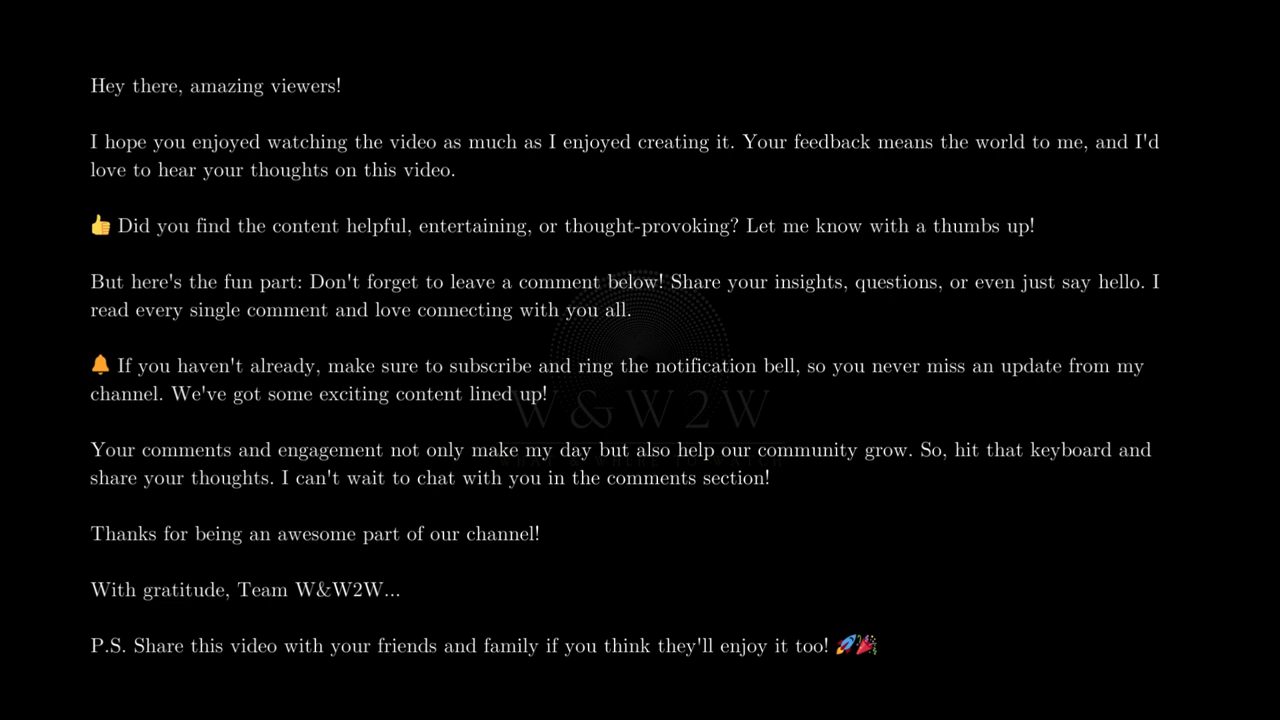 Hey there, amazing viewers!
I hope you enjoyed watching the video as much as I enjoyed creating it. Your feedback means the world to me, and I'd
love to hear your thoughts on this video.
👍 Did you find the content helpful, entertaining, or thought-provoking? Let me know with a thumbs up!
But here's the fun part: Don't forget to leave a comment below! Share your insights, questions, or even just say hello. I
read every single comment and love connecting with you all.
🔔 If you haven't already, make sure to subscribe and ring the notification bell, so you never miss an update from my
channel. We've got some exciting content lined up!
W&W2W
Your comments and engagement not only make my day but also help our community grow. So, hit that keyboard and
share your thoughts. I can't wait to chat with you in the comments section!
Thanks for being an awesome part of our channel!
With gratitude, Team W&W2W...
P.S. Share this video with your friends and family if you think they'll enjoy it too! 🚀🎉